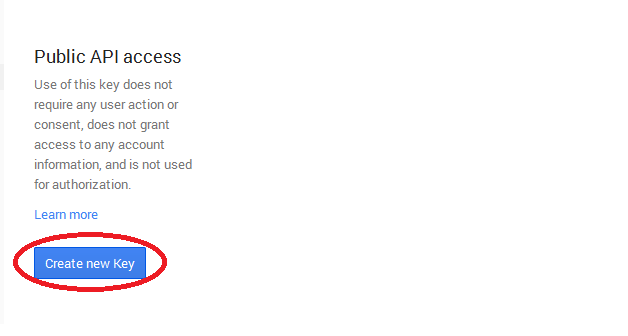 Public API access
Use of this key does not
require any user action or
consent, does not grant
access to any account
information, and is not used
for authorization.
Learn more
Create new Key